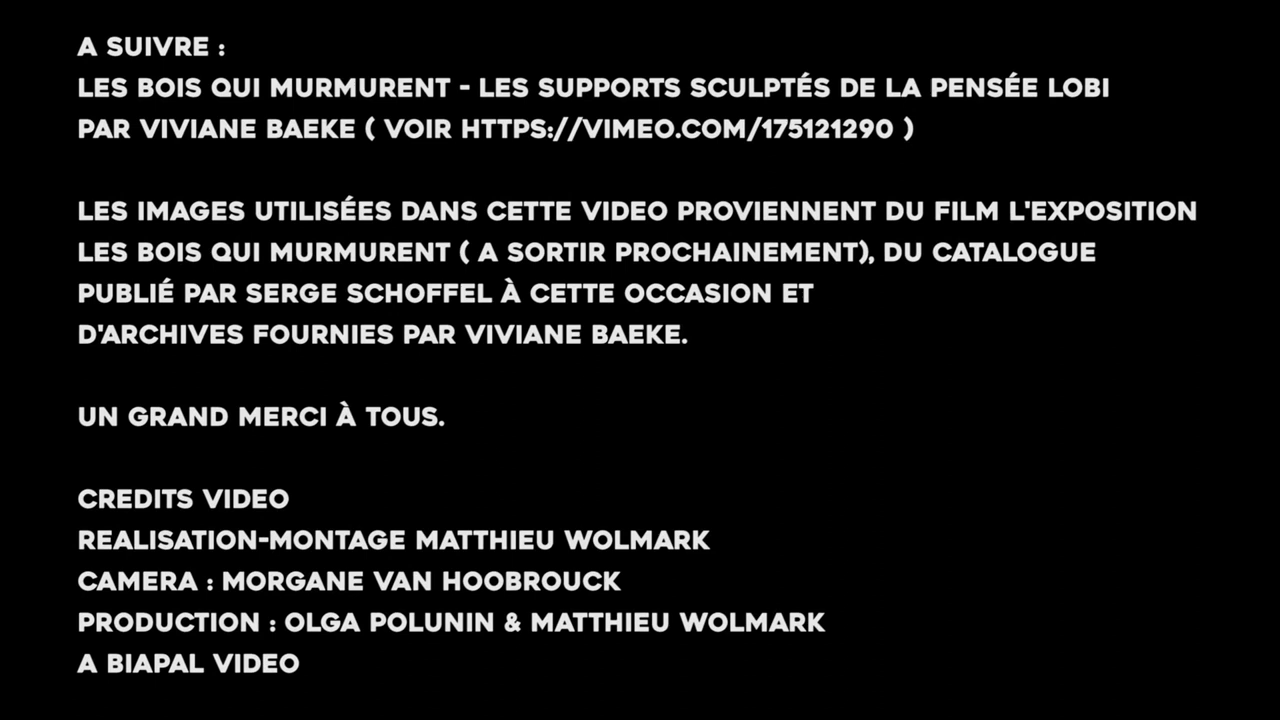 A SUIVRE :
LES BOIS QUI MURMURENT - LES SUPPORTS SCULPTÉS DE LA PENSÉE LOBI
PAR VIVIANE BAEKE ( VOIR HTTPS://VIMEO.COM/175121290 )
LES IMAGES UTILISÉES DANS CETTE VIDEO PROVIENNENT DU FILM L'EXPOSITION
LES BOIS QUI MURMURENT ( A SORTIR PROCHAINEMENT), DU CATALOGUE
PUBLIÉ PAR SERGE SCHOFFEL À CETTE OCCASION ET
D'ARCHIVES FOURNIES PAR VIVIANE BAEKE.
UN GRAND MERCI À TOUS.
CREDITS VIDEO
REALISATION-MONTAGE MATTHIEU WOLMARK
CAMERA : MORGANE VAN HOOBROUCK
PRODUCTION : OLGA POLUNIN & MATTHIEU WOLMARK
A BIAPAL VIDEO